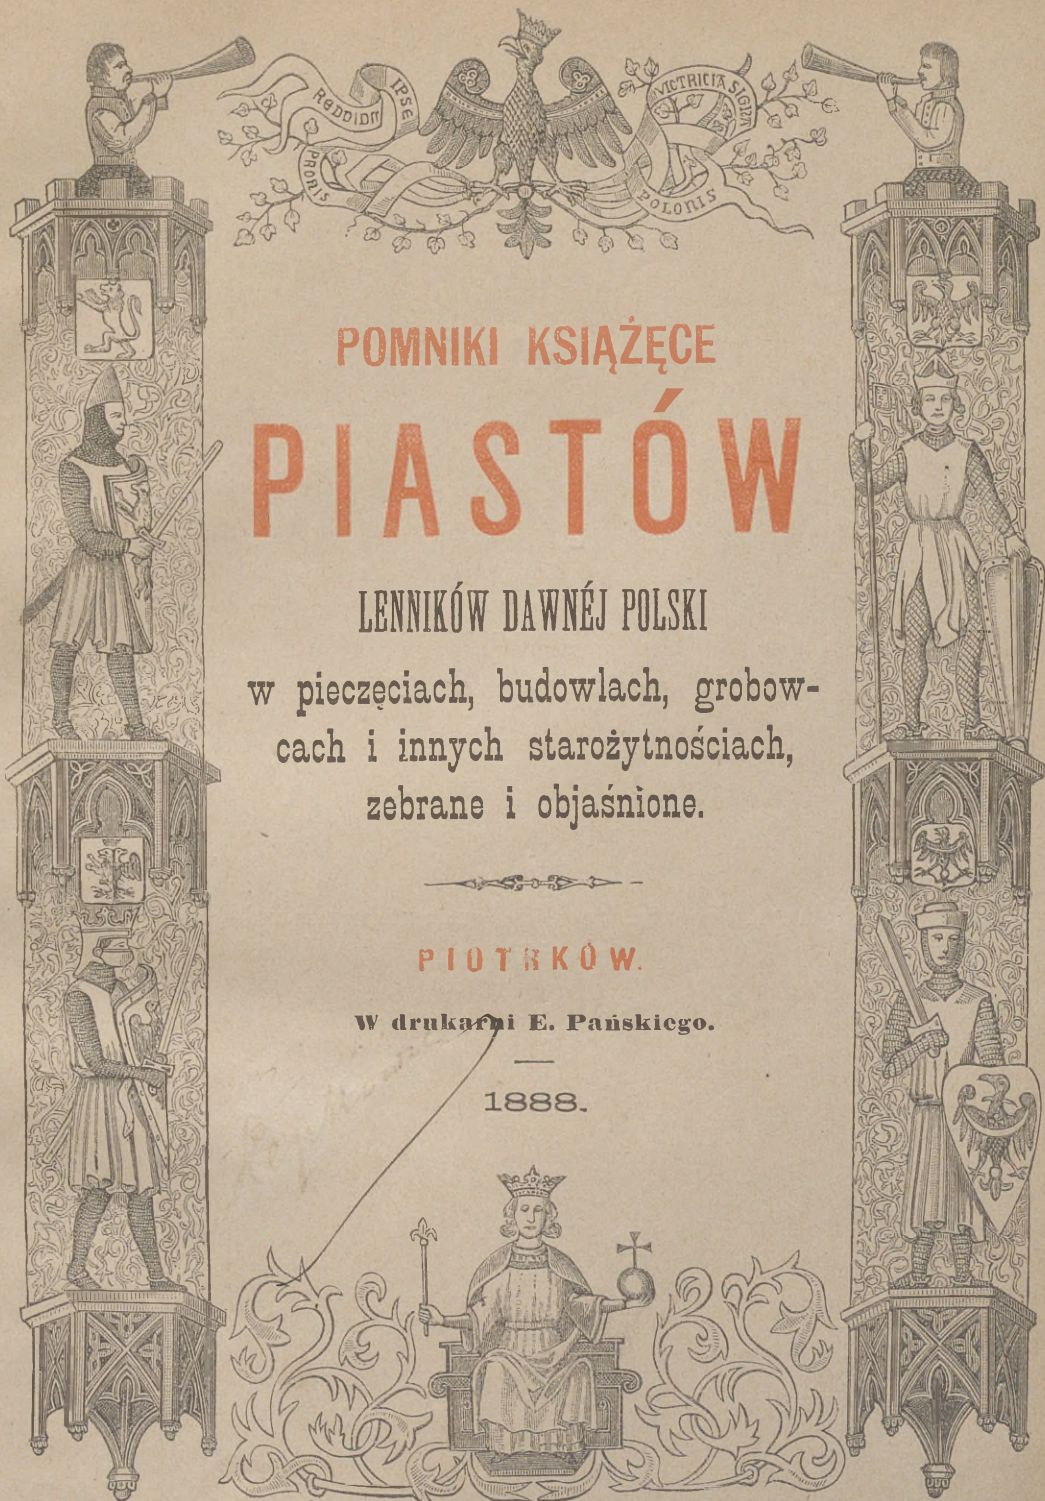 REDDIDIT IPSE
PRONIS
VICTRICIA SIGNA
POLONIS
POMNIKI KSIĄŻĘCE
PIASTÓW
LENNIKÓW DAWNÉJ POLSKI
w pieczęciach, budowlach, grobow-
cach i innych starożytnościach,
zebrane i objaśnione.
PIOTRKÓW.
W drukarni E. Pańskiego.
1888.